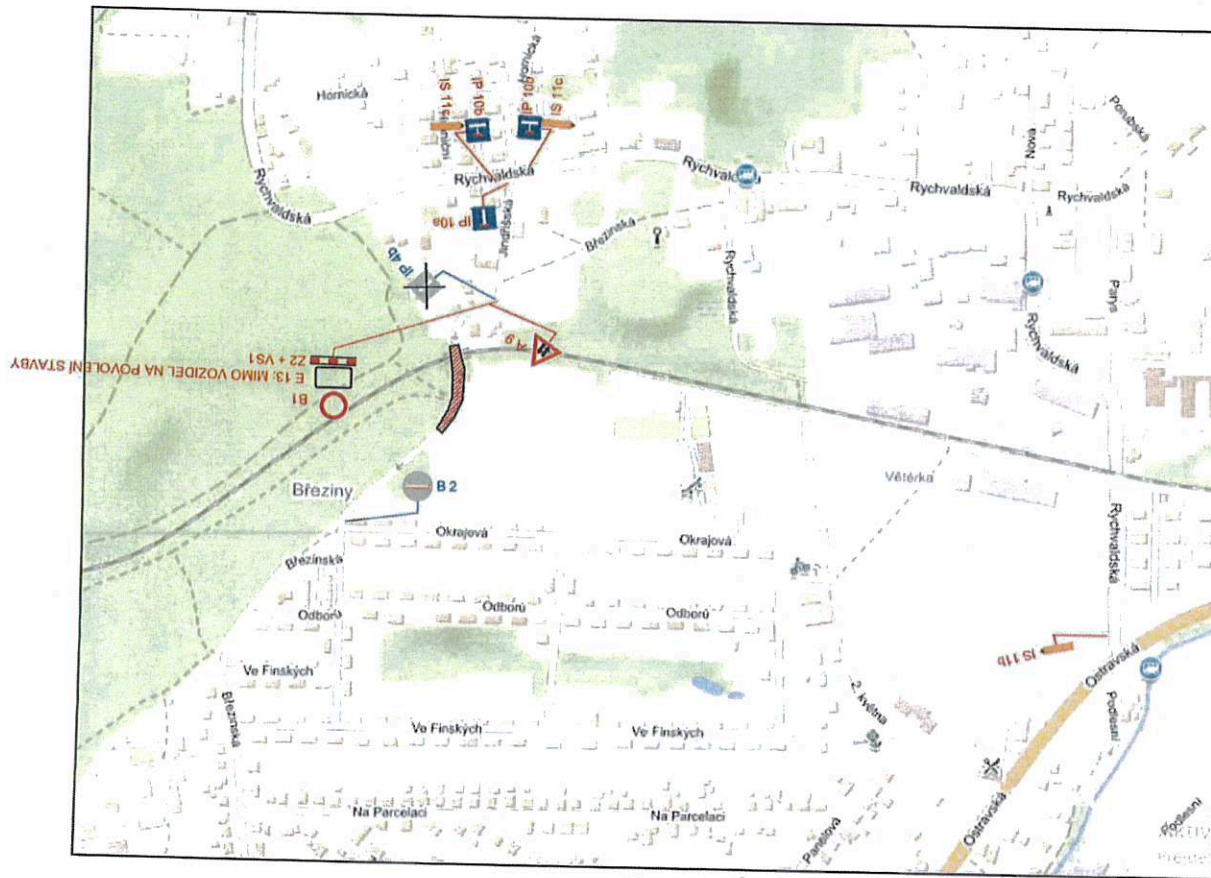 Hornická
Hornická
IS 11c
IP 10b
IP 10b
IS 11c
Porubská
Nová
Rychvaldská
Rychvaldská
Rychvaldská
Rychvaldská
Rychvaldská
IP 10a
Jindřišská
Březinská
Rychvaldská
Parys
IP 4b
Rychvaldská
A 9
Z2 + VS1
E 13: MIMO VOZIDEL NA POVOLENÍ STAVBY
B1
Březiny
B 2
Větérka
Okrajová
Okrajová
Rychvaldská
Březinská
Odborů
Odborů
Odborů
IS 11b
Ostravská
Ve Finských
Březinská
2. května
Podlesní
Ve Finských
Ve Finských
Na Parcelaci
Na Parcelaci
Panelová
Ostravská
Podlesní